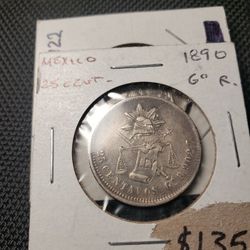 22
MEXICO
1890
25 CENT-
Go R.
25 CENTAVOS G.
$135